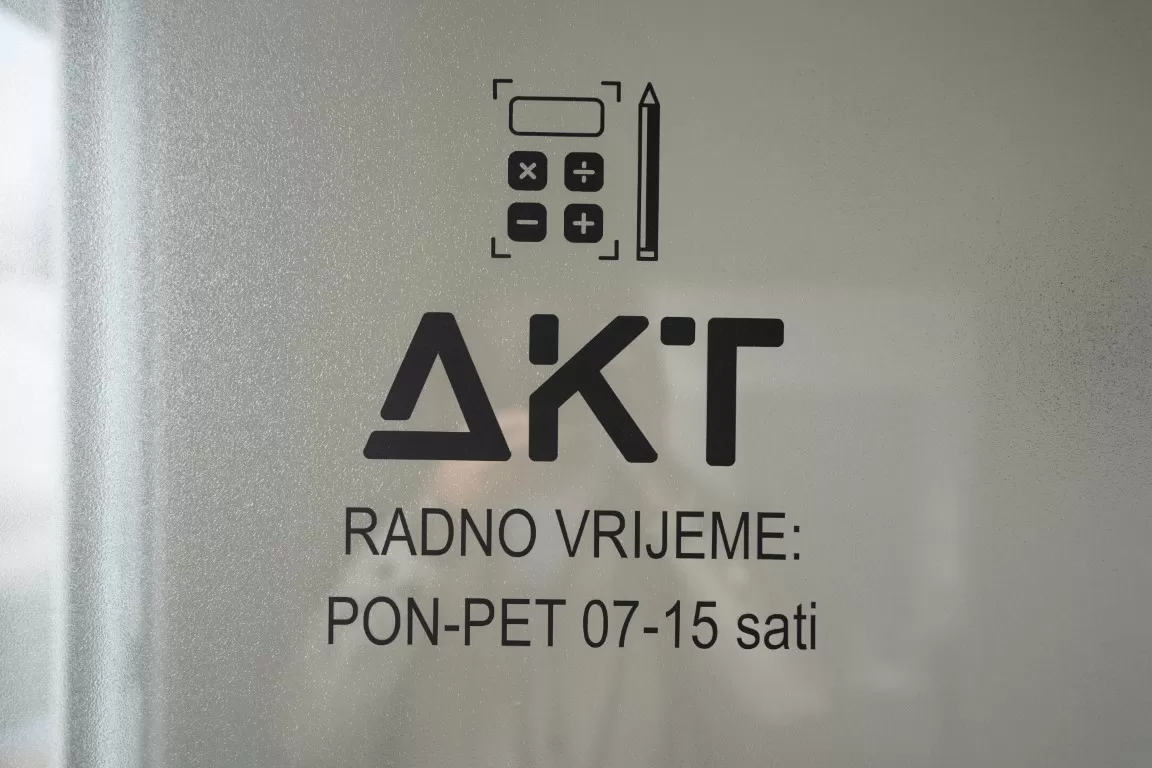 AKT
RADNO VRIJEME:
PON-PET 07-15 sati